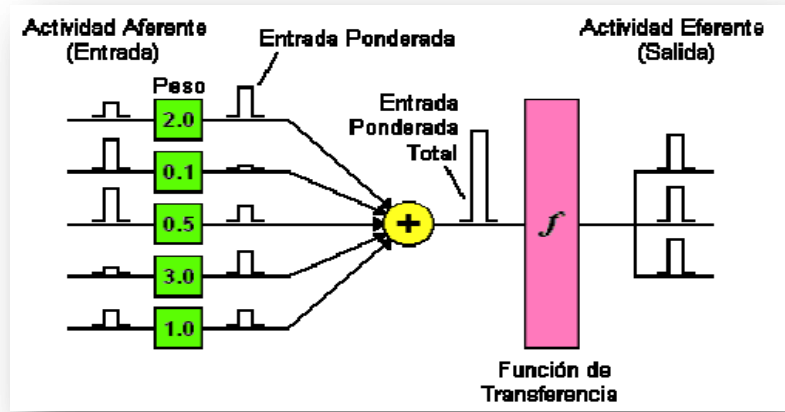 Actividad Aferente
(Entrada)
Entrada Ponderada
Actividad Eferente
(Salida)
Peso
2.0
0.1
0.5
3.0
1.0
Entrada
Ponderada
Total
+
f
Función de
Transferencia